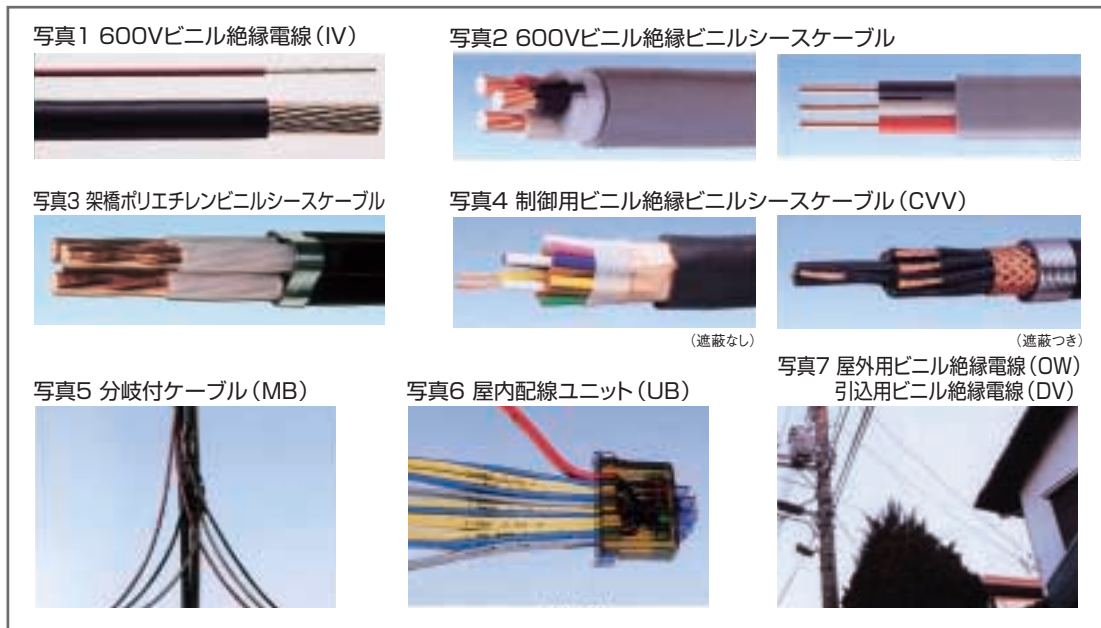 写真1 600Vビニル絶縁電線(IV)
写真2 600Vビニル絶縁ビニルシースケーブル
写真3 架橋ポリエチレンビニルシースケーブル
写真4 制御用ビニル絶縁ビニルシースケーブル(CVV)
(遮蔽なし)
(遮蔽つき)
写真5 分岐付ケーブル(MB)
写真6 屋内配線ユニット(UB)
写真7 屋外用ビニル絶縁電線(OW)
引込用ビニル絶縁電線(DV)